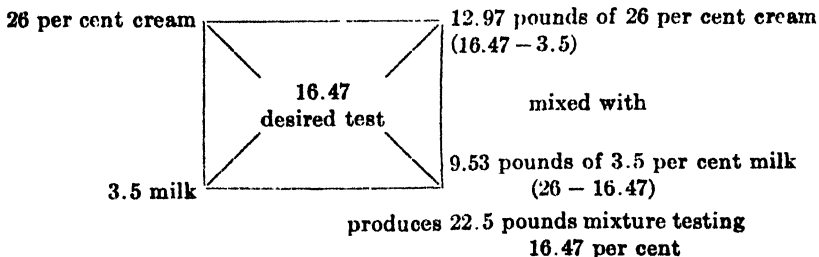 26 per cent cream
12.97 pounds of 26 per cent cream
(16.47 – 3.5)
16.47
desired test
mixed with
9.53 pounds of 3.5 per cent milk
3.5 milk
(26 – 16.47)
produces 22.5 pounds mixture testing
16.47 per cent